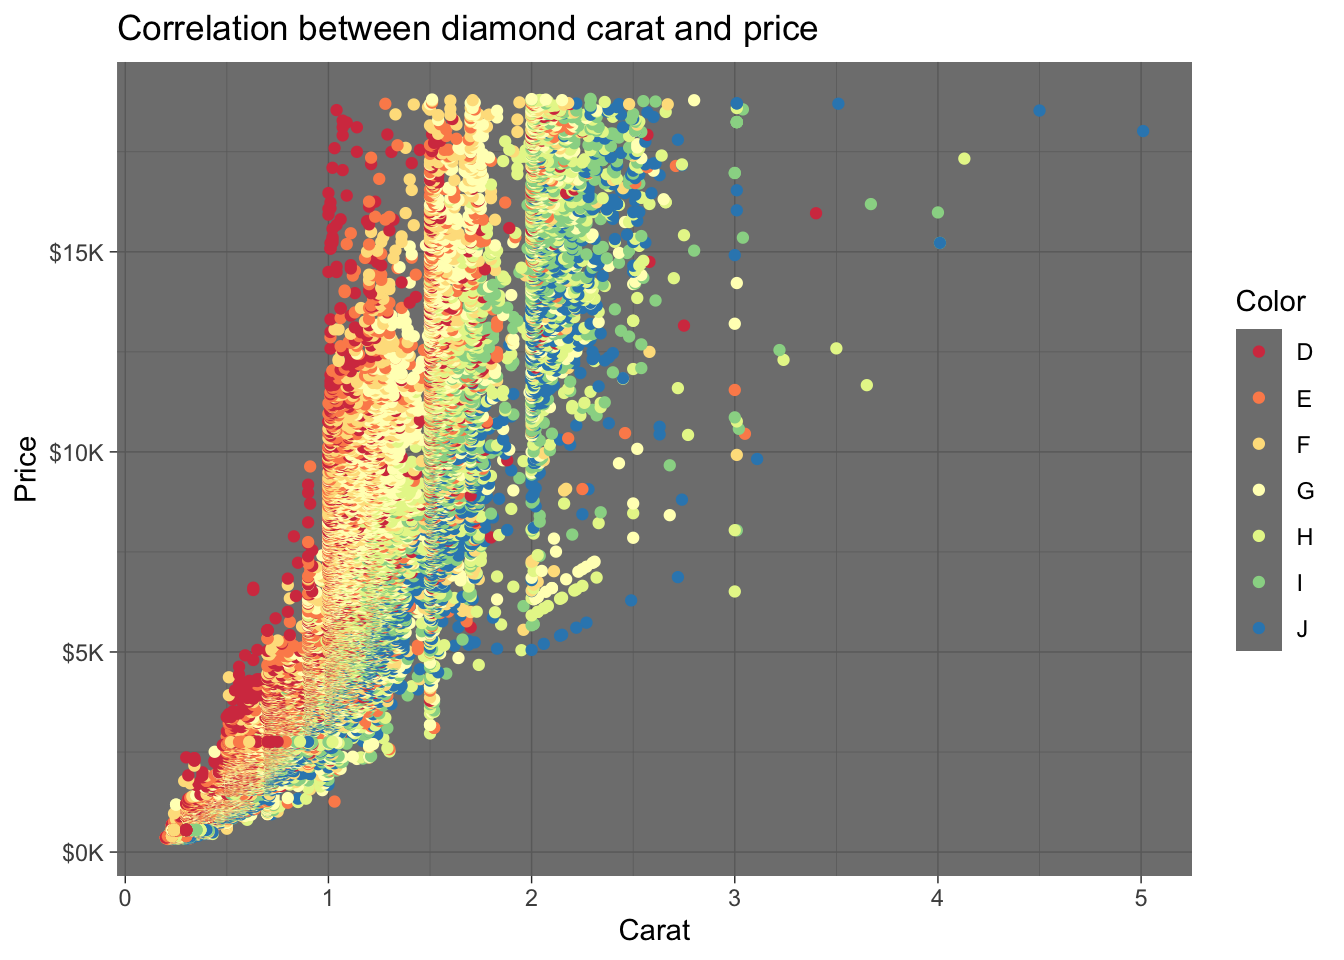 Correlation between diamond carat and price
$15K
$10K
$5K
$0K
Price
0 1 2 3 4 5
Carat
Color
D
E
F
G
H
I
J